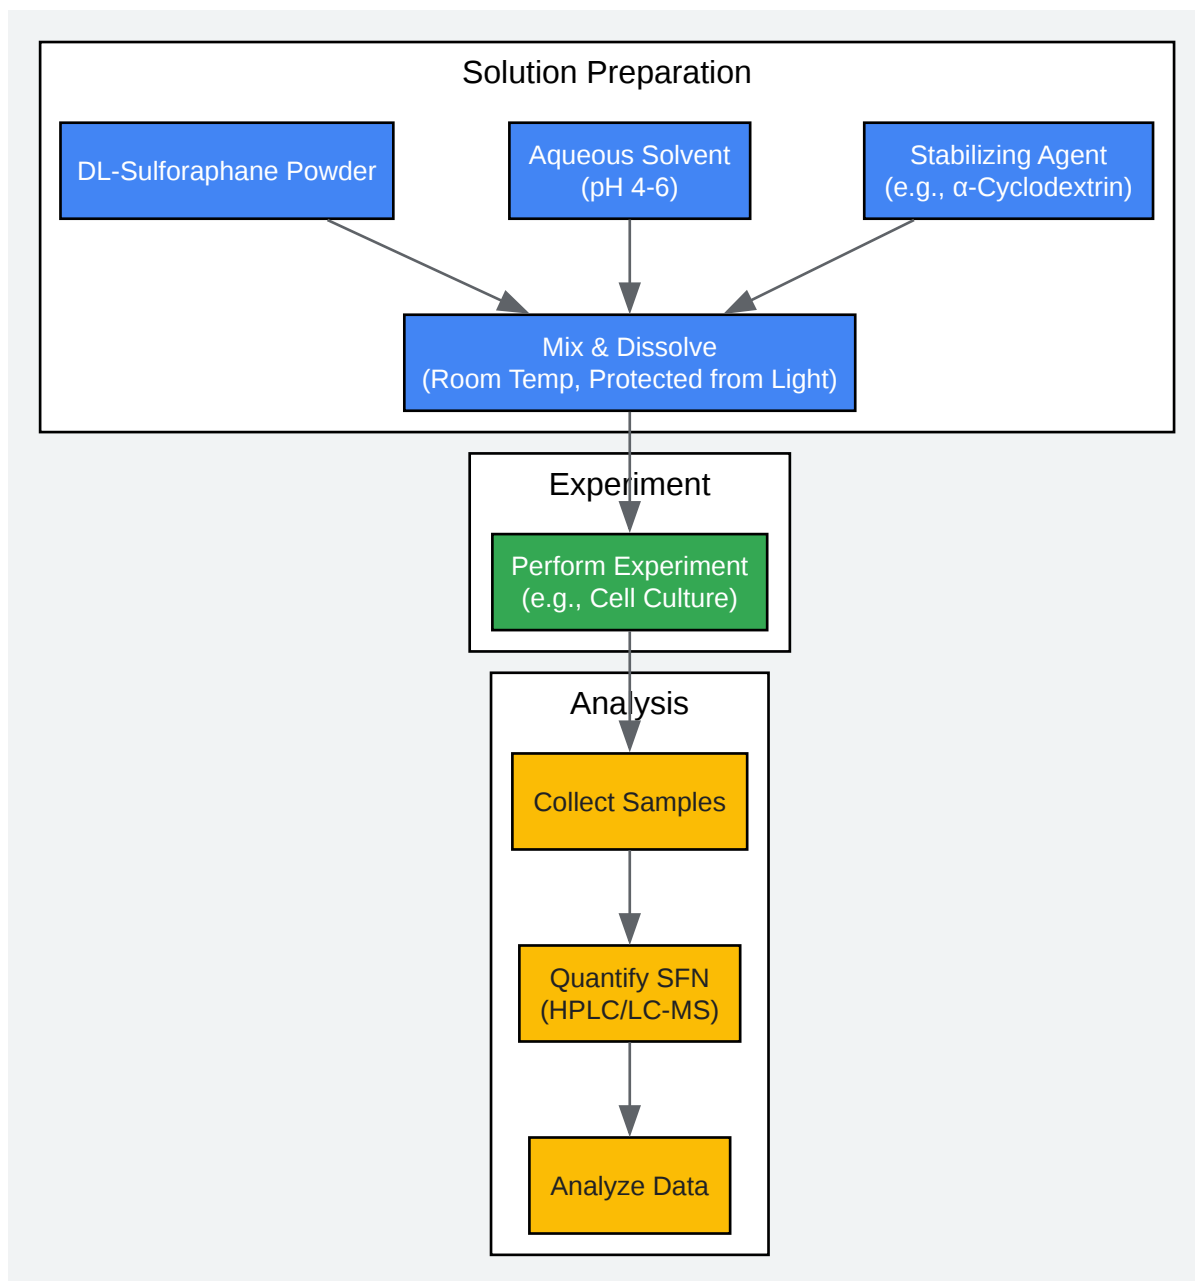 Solution Preparation
DL-Sulforaphane Powder
Aqueous Solvent
(pH 4-6)
Stabilizing Agent
(e.g., α-Cyclodextrin)
Mix & Dissolve
(Room Temp, Protected from Light)
Experiment
Perform Experiment
(e.g., Cell Culture)
Analysis
Collect Samples
Quantify SFN
(HPLC/LC-MS)
Analyze Data